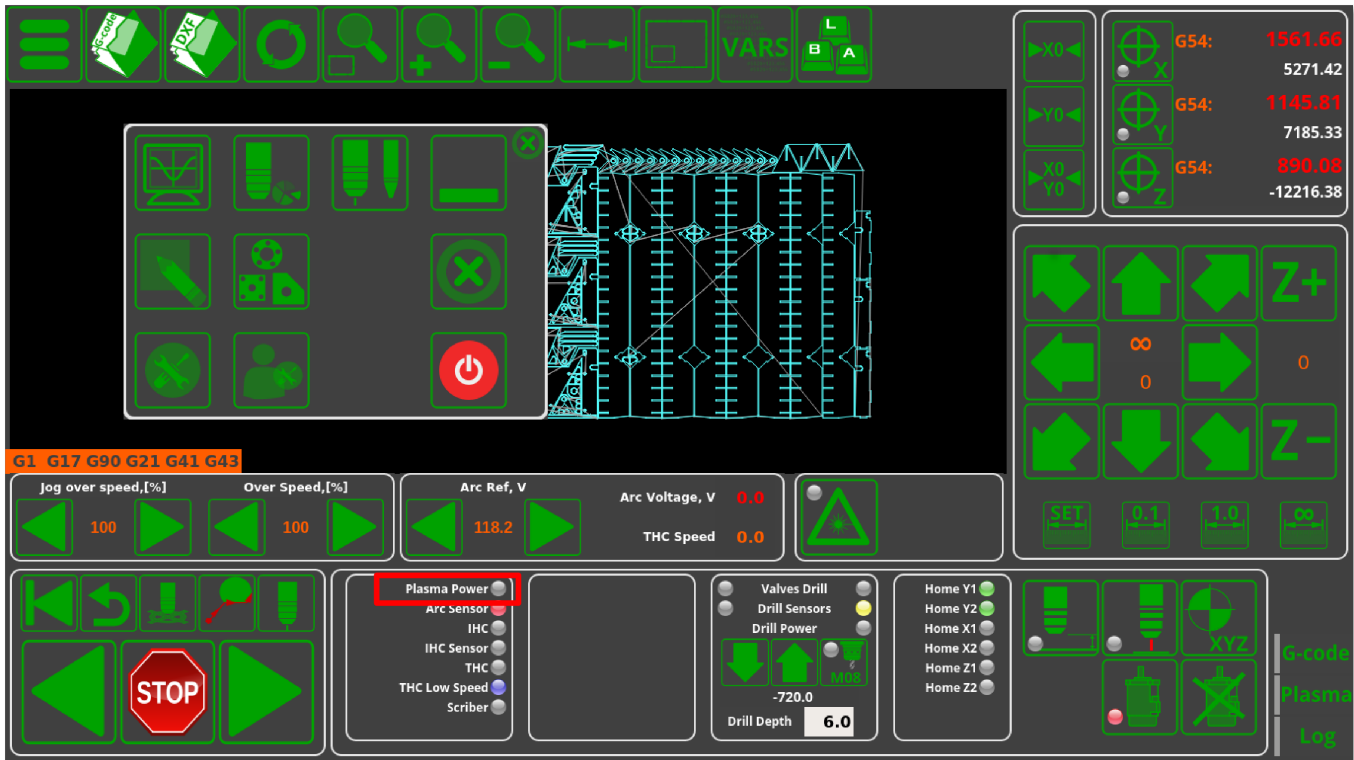 G-code
DXF
VARS
L
B
A
X0
Y0
X0
Y0
X
G54:
1561.66
5271.42
Y
G54:
1145.81
7185.33
Z
G54:
890.08
-12216.38
Z+
∞
0
0
Z-
SET
0.1
1.0
∞
G1 G17 G90 G21 G41 G43
Jog over speed,[%]
100
Over Speed,[%]
100
Arc Ref, V
118.2
Arc Voltage, V
0.0
THC Speed
0.0
STOP
Plasma Power
Arc Sensor
IHC
IHC Sensor
THC
THC Low Speed
Scriber
Valves Drill
Drill Sensors
Drill Power
M08
-720.0
Drill Depth
6.0
Home Y1
Home Y2
Home X1
Home X2
Home Z1
Home Z2
XYZ
G-code
Plasma
Log